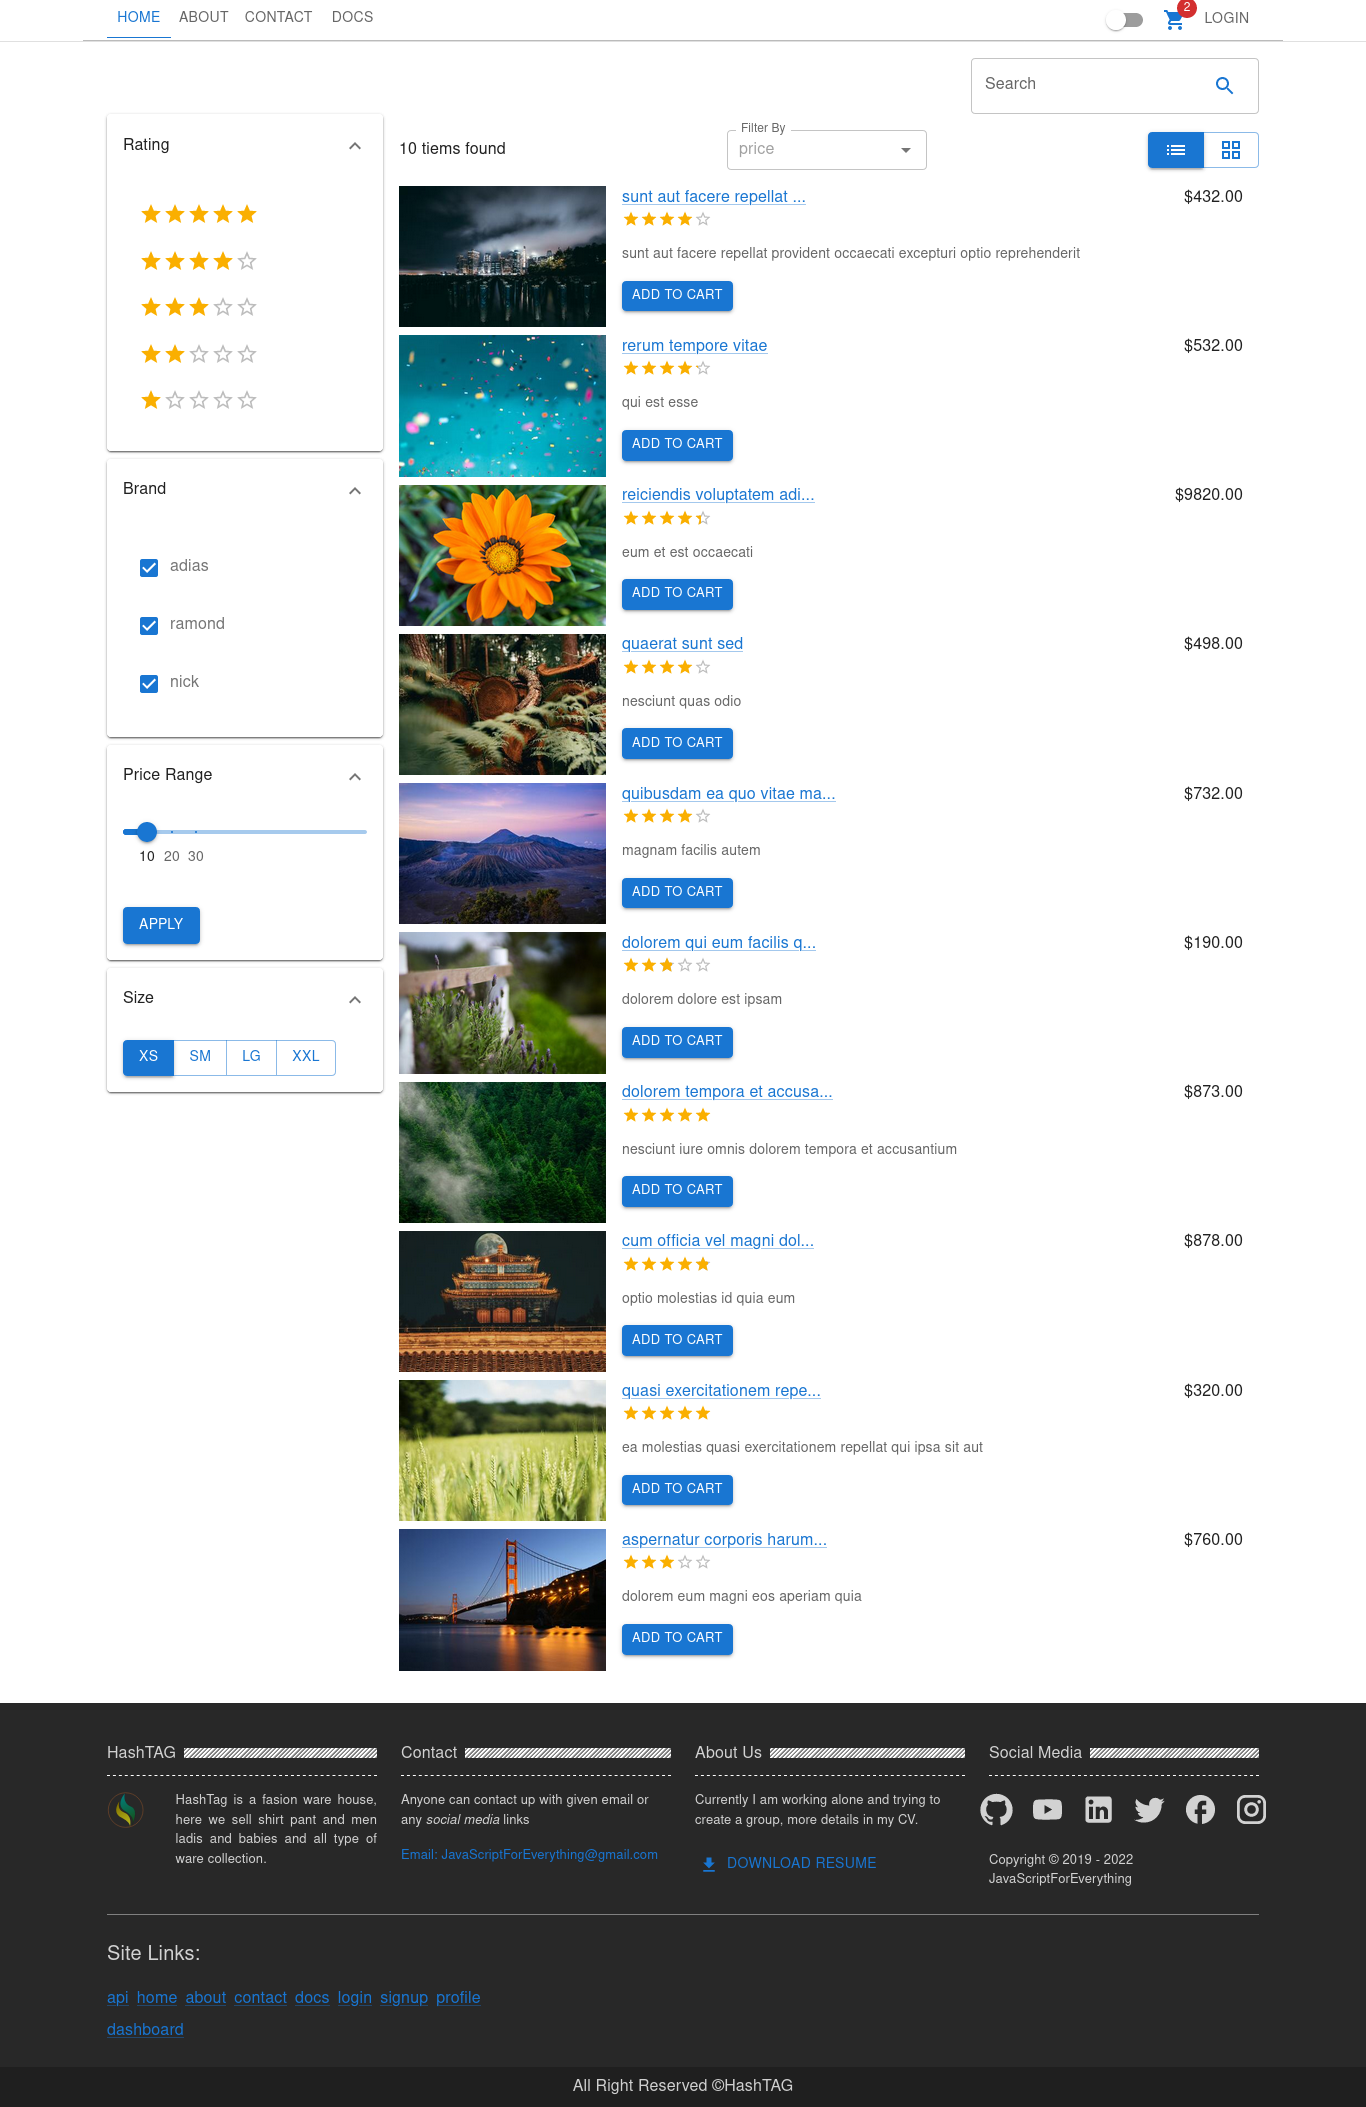 HOME ABOUT CONTACT DOCS 2 LOGIN
Search
Rating
Filter By
10 tiems found price
sunt aut facere repellat ... $432.00
sunt aut facere repellat provident occaecati excepturi optio reprehenderit
ADD TO CART
rerum tempore vitae $532.00
qui est esse
ADD TO CART
Brand
reiciendis voluptatem adi... $9820.00
eum et est occaecati
adias
ADD TO CART
ramond
quaerat sunt sed $498.00
nick
nesciunt quas odio
ADD TO CART
Price Range
quibusdam ea quo vitae ma... $732.00
magnam facilis autem
10 20 30
ADD TO CART
APPLY
dolorem qui eum facilis q... $190.00
Size
dolorem dolore est ipsam
ADD TO CART
XS SM LG XXL
dolorem tempora et accusa... $873.00
nesciunt iure omnis dolorem tempora et accusantium
ADD TO CART
cum officia vel magni dol... $878.00
optio molestias id quia eum
ADD TO CART
quasi exercitationem repe... $320.00
ea molestias quasi exercitationem repellat qui ipsa sit aut
ADD TO CART
aspernatur corporis harum... $760.00
dolorem eum magni eos aperiam quia
ADD TO CART
HashTAG
HashTag is a fasion ware house,
here we sell shirt pant and men
ladis and babies and all type of
ware collection.
Contact
Anyone can contact up with given email or
any social media links
Email: JavaScriptForEverything@gmail.com
About Us
Currently I am working alone and trying to
create a group, more details in my CV.
DOWNLOAD RESUME
Social Media
Copyright © 2019 - 2022
JavaScriptForEverything
Site Links:
api home about contact docs login signup profile
dashboard
All Right Reserved ©HashTAG